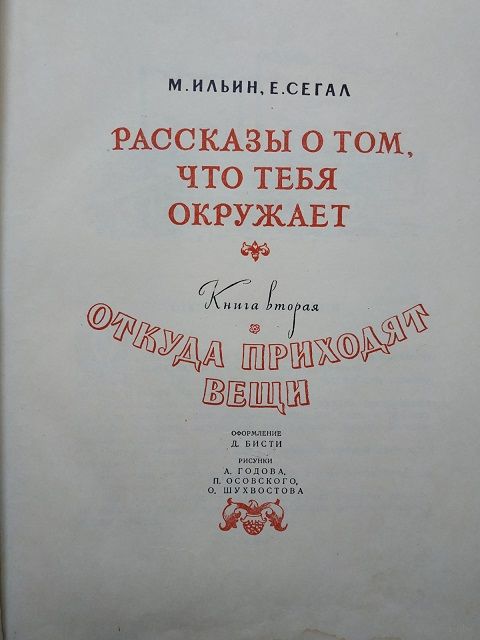 М. ИЛЬИН, Е. СЕГАЛ
РАССКАЗЫ О ТОМ,
ЧТО ТЕБЯ
ОКРУЖАЕТ
Книга вторая
ОТКУДА ПРИХОДЯТ
ВЕЩИ
ОФОРМЛЕНИЕ
Д. БИСТИ
РИСУНКИ
А. ГОДОВА,
П. ОСОВСКОГО,
О. ШУХВОСТОВА